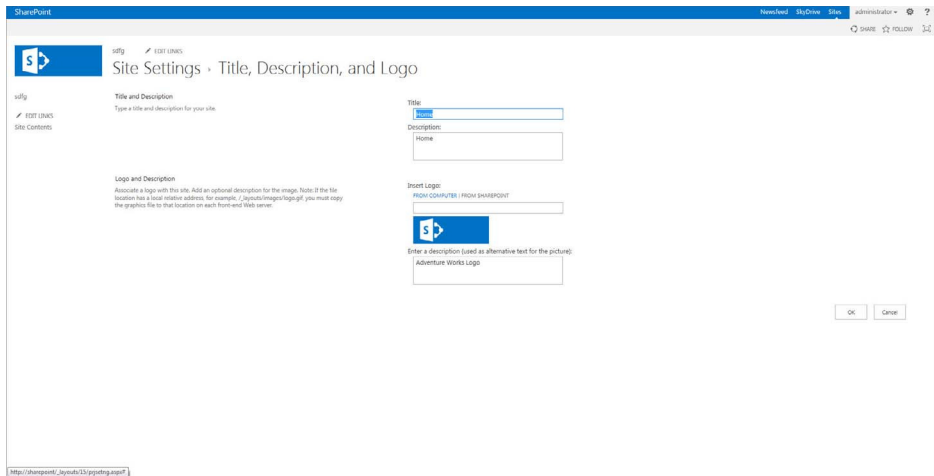 SharePoint
Newsfeed SkyDrive Sites administrator ?
SHARE FOLLOW
S
sdfg EDIT LINKS
Site Settings › Title, Description, and Logo
sdfg
EDIT LINKS
Site Contents
Title and Description
Type a title and description for your site.
Title:
Home
Description:
Home
Logo and Description
Associate a logo with this site. Add an optional description for the image. Note: If the file
location has a local relative address, for example, /_layouts/images/logo.gif, you must copy
the graphics file to that location on each front-end Web server.
Insert Logo:
FROM COMPUTER | FROM SHAREPOINT
S
Enter a description (used as alternative text for the picture):
Adventure Works Logo
OK Cancel
http://sharepoint/_layouts/15/prjsetng.aspx#